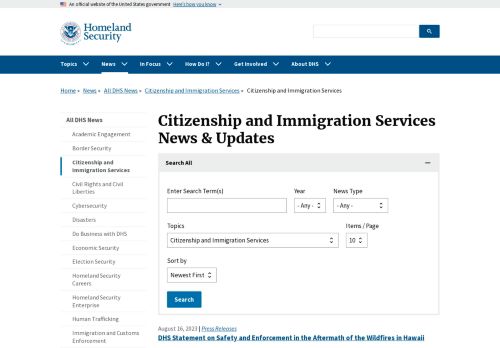 An official website of the United States government Here's how you know
Homeland
Security
Topics News In Focus How Do I? Get Involved About DHS
Home » News » All DHS News » Citizenship and Immigration Services » Citizenship and Immigration Services
All DHS News
Academic Engagement
Border Security
Citizenship and
Immigration Services
Civil Rights and Civil
Liberties
Cybersecurity
Disasters
Do Business with DHS
Economic Security
Election Security
Homeland Security
Careers
Homeland Security
Enterprise
Human Trafficking
Immigration and Customs
Enforcement
Citizenship and Immigration Services
News & Updates
Search All
Enter Search Term(s) Year News Type
- Any - - Any -
Topics Items / Page
Citizenship and Immigration Services 10
Sort by
Newest First
Search
August 16, 2023 | Press Releases
DHS Statement on Safety and Enforcement in the Aftermath of the Wildfires in Hawaii